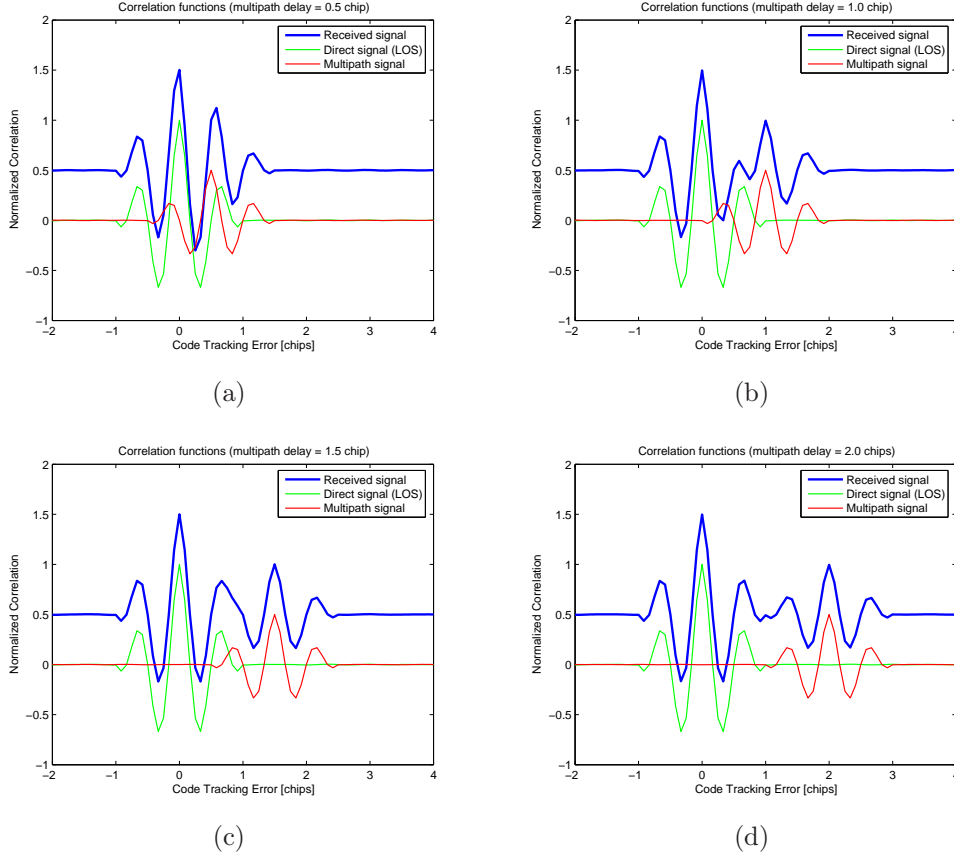 Correlation functions (multipath delay = 0.5 chip)
2
1.5
1
0.5
0
−0.5
−1
Normalized Correlation
Received signal
Direct signal (LOS)
Multipath signal
−2 −1 0 1 2 3 4
Code Tracking Error [chips]
(a)
Correlation functions (multipath delay = 1.0 chip)
2
1.5
1
0.5
0
−0.5
−1
Normalized Correlation
Received signal
Direct signal (LOS)
Multipath signal
−2 −1 0 1 2 3 4
Code Tracking Error [chips]
(b)
Correlation functions (multipath delay = 1.5 chip)
2
1.5
1
0.5
0
−0.5
−1
Normalized Correlation
Received signal
Direct signal (LOS)
Multipath signal
−2 −1 0 1 2 3 4
Code Tracking Error [chips]
(c)
Correlation functions (multipath delay = 2.0 chips)
2
1.5
1
0.5
0
−0.5
−1
Normalized Correlation
Received signal
Direct signal (LOS)
Multipath signal
−2 −1 0 1 2 3 4
Code Tracking Error [chips]
(d)